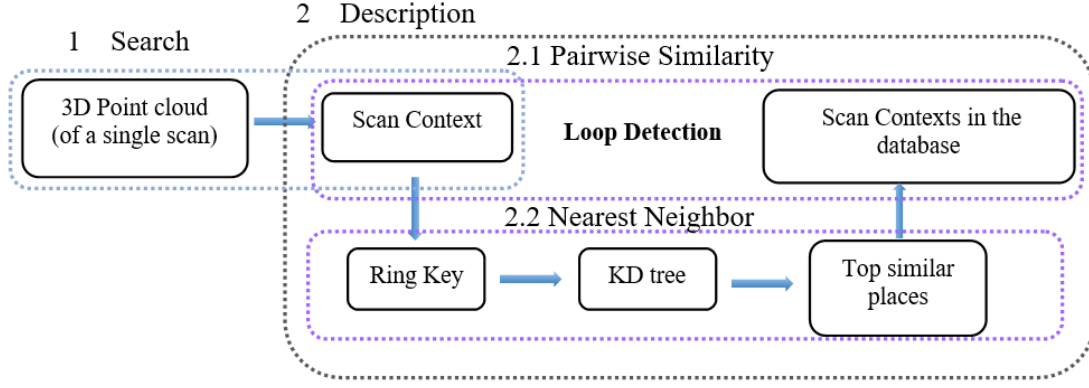 2 Description
1 Search
2.1 Pairwise Similarity
3D Point cloud
(of a single scan)
Scan Context
Loop Detection
Scan Contexts in the
database
2.2 Nearest Neighbor
Ring Key
KD tree
Top similar
places